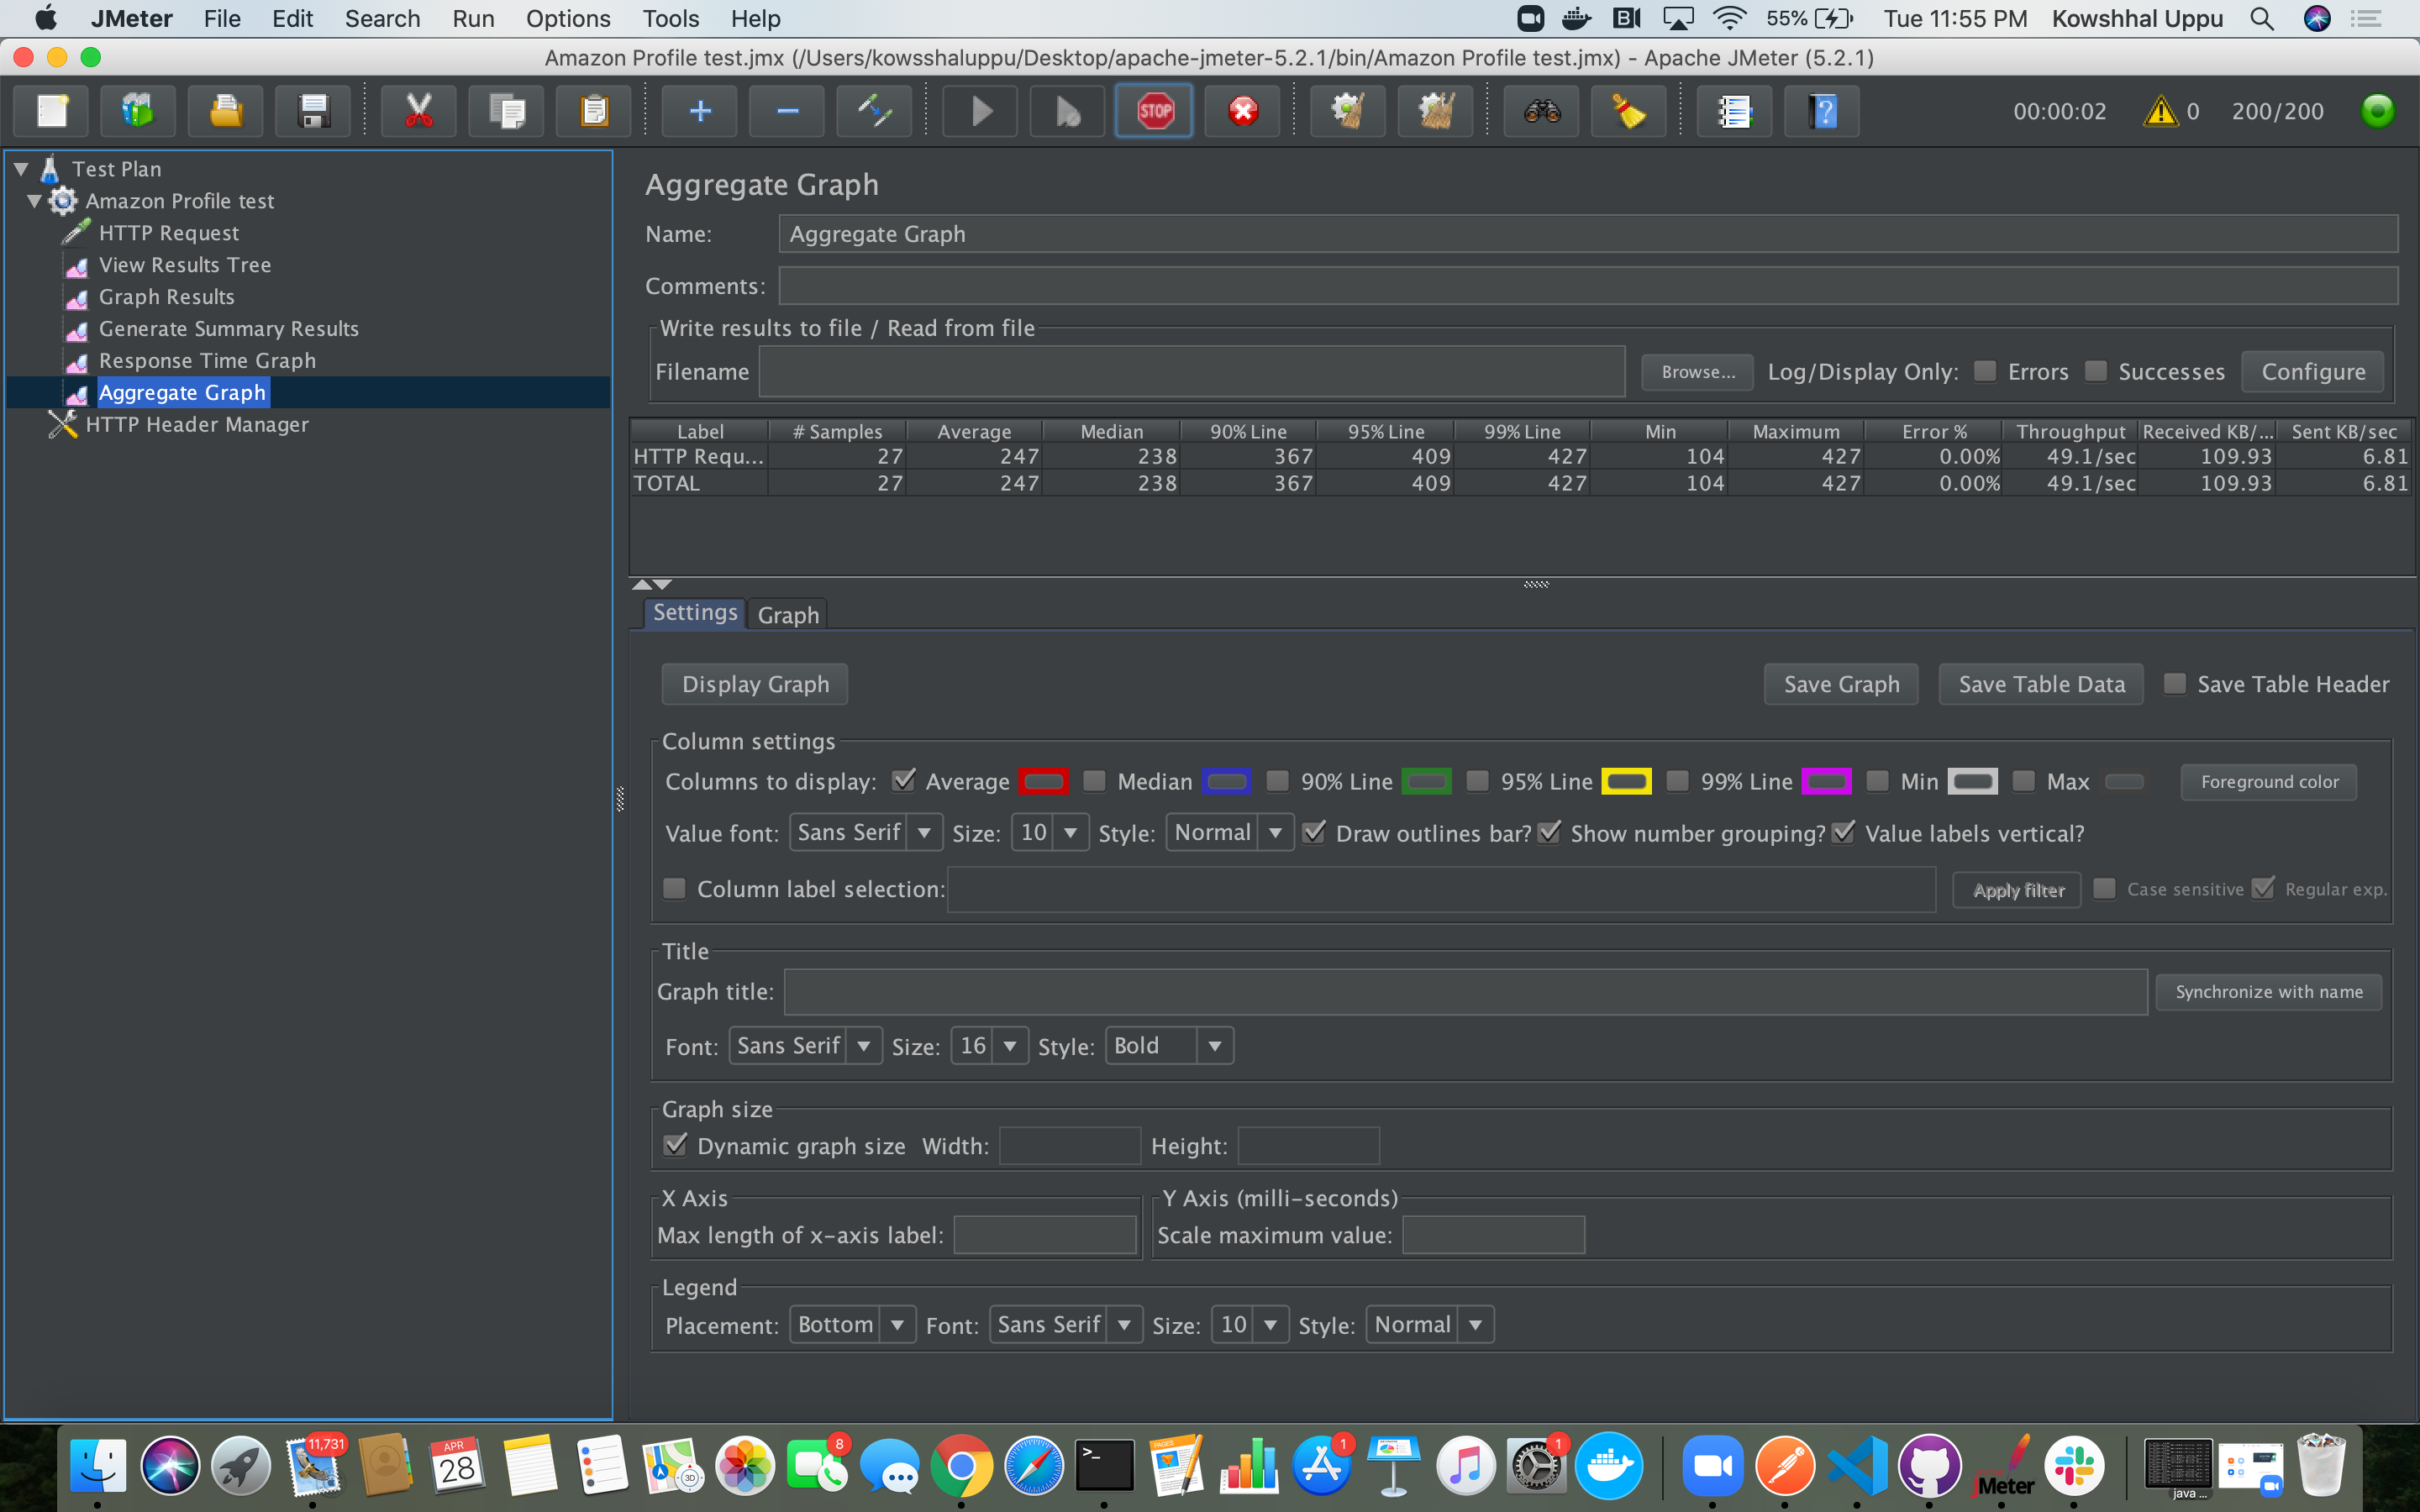 JMeter File Edit Search Run Options Tools Help 55% Tue 11:55 PM Kowshhal Uppu
Amazon Profile test.jmx (/Users/kowsshaluppu/Desktop/apache-jmeter-5.2.1/bin/Amazon Profile test.jmx) - Apache JMeter (5.2.1)
STOP 00:00:02 0 200/200
Test Plan
Amazon Profile test
HTTP Request
View Results Tree
Graph Results
Generate Summary Results
Response Time Graph
Aggregate Graph
HTTP Header Manager
Aggregate Graph
Name: Aggregate Graph
Comments:
Write results to file / Read from file
Filename Browse... Log/Display Only: Errors Successes Configure
Label # Samples Average Median 90% Line 95% Line 99% Line Min Maximum Error % Throughput Received KB/... Sent KB/sec
HTTP Requ... 27 247 238 367 409 427 104 427 0.00% 49.1/sec 109.93 6.81
TOTAL 27 247 238 367 409 427 104 427 0.00% 49.1/sec 109.93 6.81
Settings Graph
Display Graph Save Graph Save Table Data Save Table Header
Column settings
Columns to display: Average Median 90% Line 95% Line 99% Line Min Max Foreground color
Value font: Sans Serif Size: 10 Style: Normal Draw outlines bar? Show number grouping? Value labels vertical?
Column label selection: Apply filter Case sensitive Regular exp.
Title
Graph title: Synchronize with name
Font: Sans Serif Size: 16 Style: Bold
Graph size
Dynamic graph size Width: Height:
X Axis Y Axis (milli-seconds)
Max length of x-axis label: Scale maximum value:
Legend
Placement: Bottom Font: Sans Serif Size: 10 Style: Normal
11,731 APR 28 3D 8 >_ PAGES 1 1 JMeter java ...